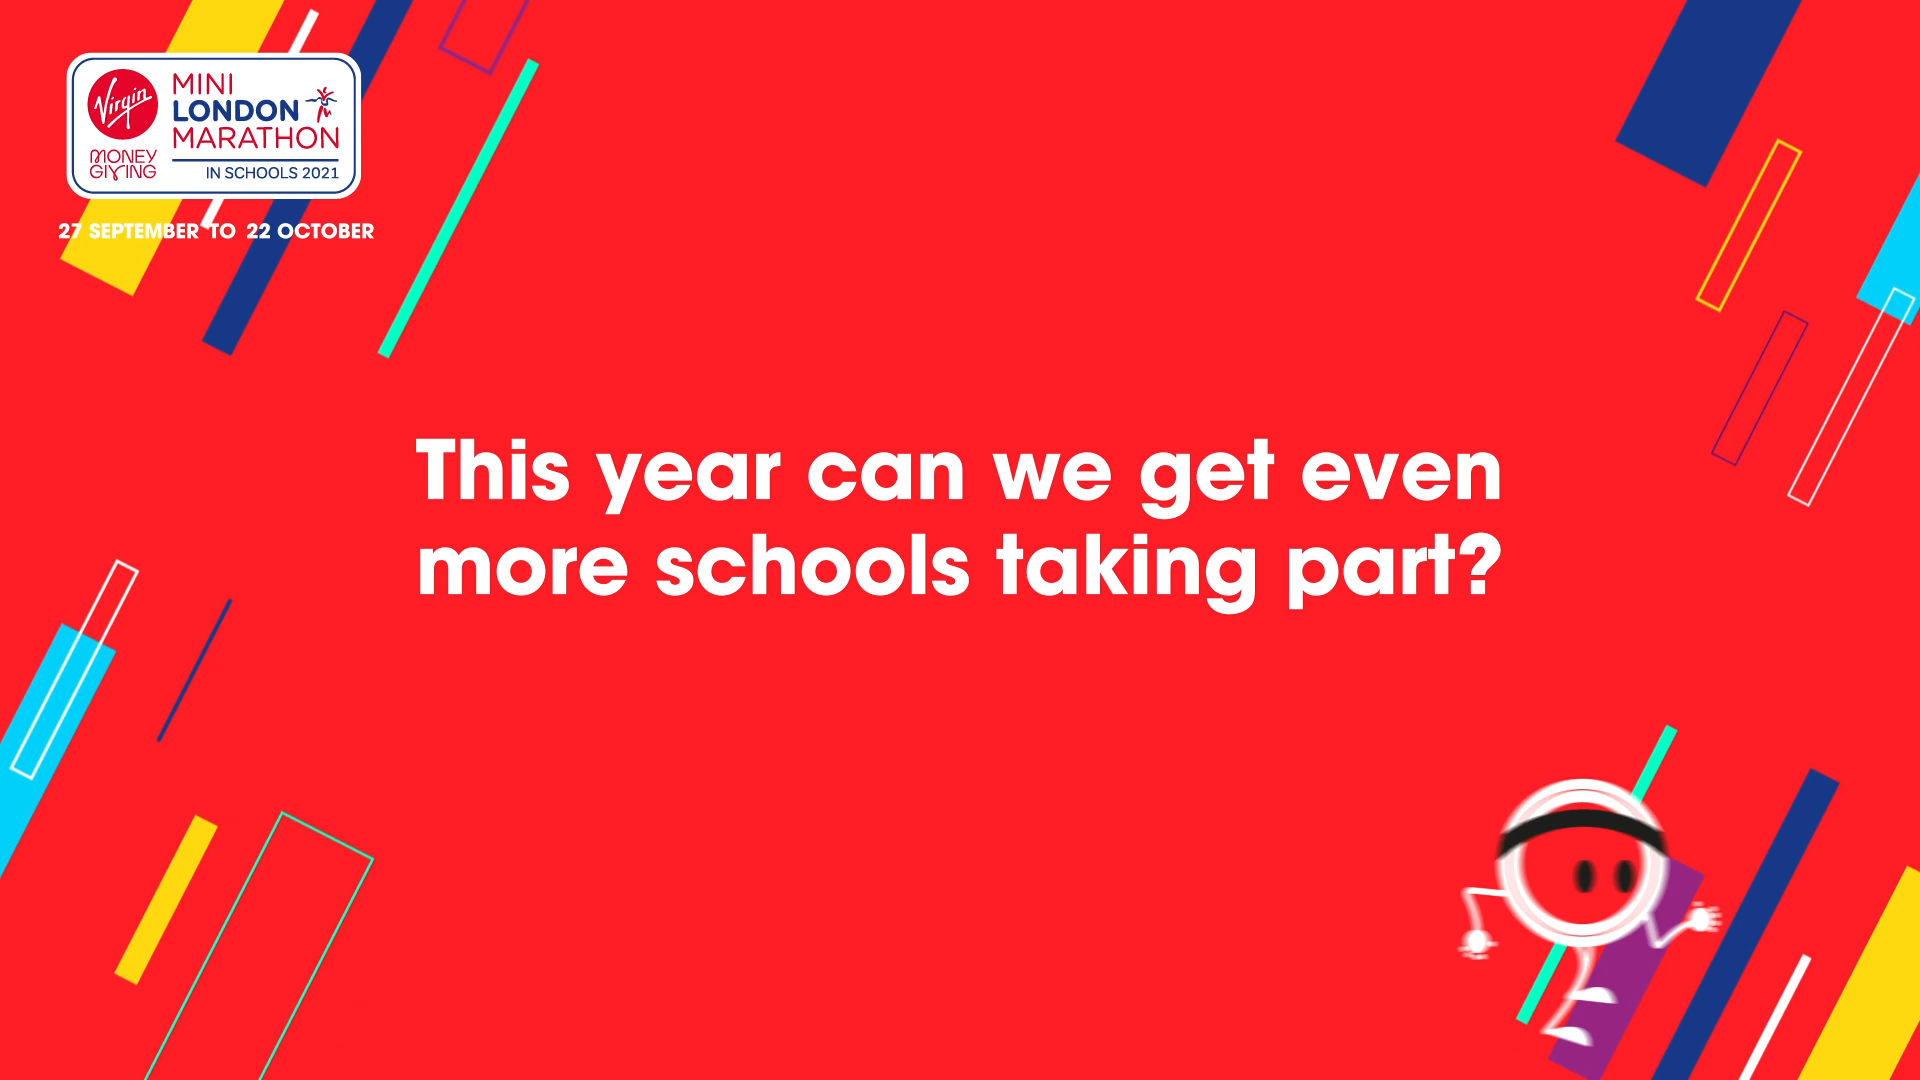 Virgin
MONEY
GIVING
MINI
LONDON
MARATHON
IN SCHOOLS 2021
27 SEPTEMBER TO 22 OCTOBER
This year can we get even
more schools taking part?